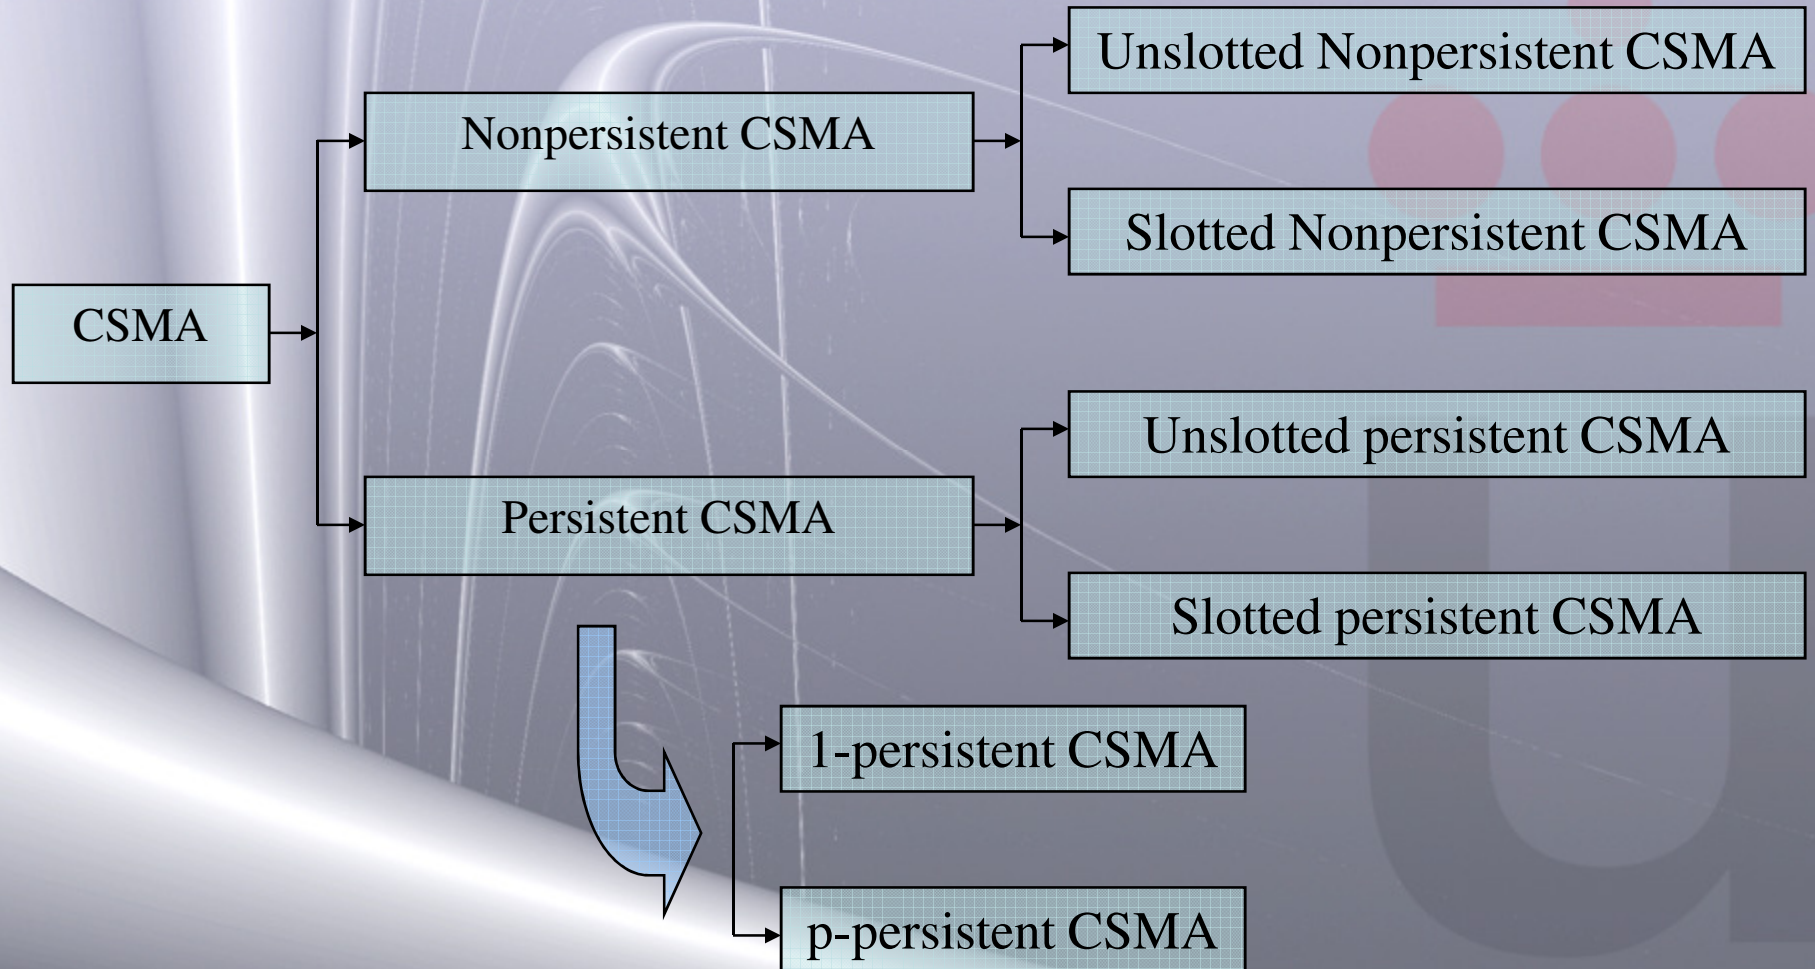 Unslotted Nonpersistent CSMA
Nonpersistent CSMA
Slotted Nonpersistent CSMA
CSMA
Unslotted persistent CSMA
Persistent CSMA
Slotted persistent CSMA
1-persistent CSMA
p-persistent CSMA